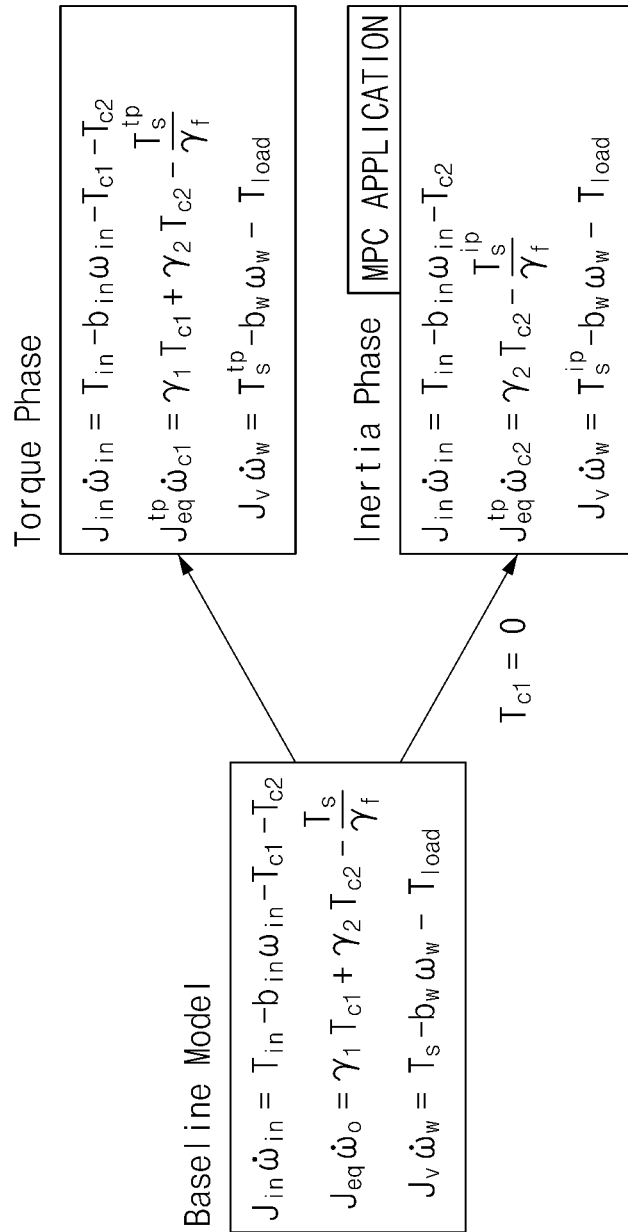 Baseline Model
J_in ω̇_in = T_in - b_in ω_in - T_c1 - T_c2
J_eq ω̇_o = γ_1 T_c1 + γ_2 T_c2 - T_s/γ_f
J_v ω̇_w = T_s - b_w ω_w - T_load
Torque Phase
J_in ω̇_in = T_in - b_in ω_in - T_c1 - T_c2
J_eq^tp ω̇_c1 = γ_1 T_c1 + γ_2 T_c2 - T_s^tp/γ_f
J_v ω̇_w = T_s^tp - b_w ω_w - T_load
T_c1 = 0
Inertia Phase
MPC APPLICATION
J_in ω̇_in = T_in - b_in ω_in - T_c2
J_eq^tp ω̇_c2 = γ_2 T_c2 - T_s^ip/γ_f
J_v ω̇_w = T_s^ip - b_w ω_w - T_load